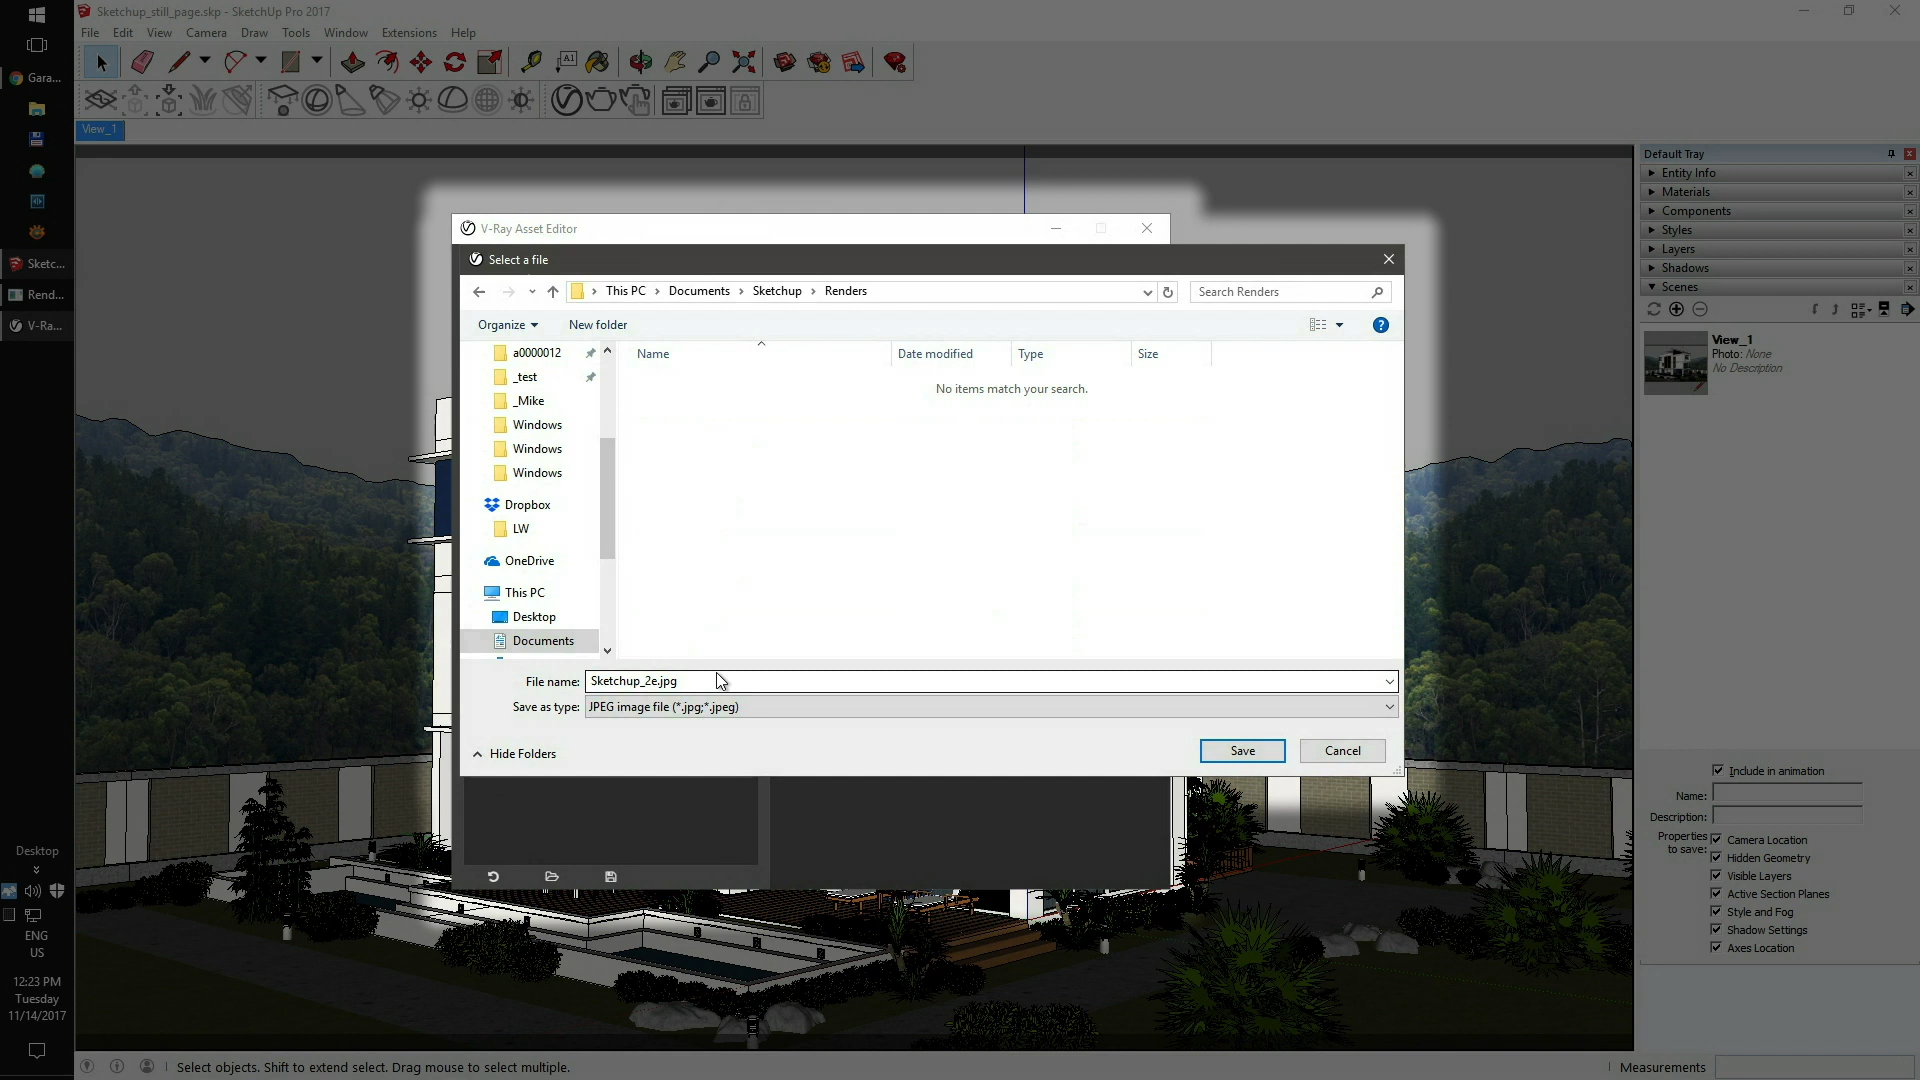 Sketchup_still_page.skp - SketchUp Pro 2017
File Edit View Camera Draw Tools Window Extensions Help
A1
Gara...
View_1
Default Tray
Entity Info
Materials
Components
Styles
Layers
Shadows
Scenes
View_1
Photo: None
No Description
Include in animation
Name:
Description:
Properties to save:
Camera Location
Hidden Geometry
Visible Layers
Active Section Planes
Style and Fog
Shadow Settings
Axes Location
Sketc...
Rend...
V-Ra...
V-Ray Asset Editor
Select a file
This PC > Documents > Sketchup > Renders
Search Renders
Organize
New folder
a0000012
_test
_Mike
Windows
Windows
Windows
Dropbox
LW
OneDrive
This PC
Desktop
Documents
Name Date modified Type Size
No items match your search.
File name: Sketchup_2e.jpg
Save as type: JPEG image file (*.jpg;*.jpeg)
Hide Folders
Save
Cancel
Desktop
ENG
US
12:23 PM
Tuesday
11/14/2017
Select objects. Shift to extend select. Drag mouse to select multiple.
Measurements